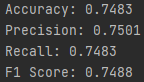 Accuracy: 0.7483
Precision: 0.7501
Recall: 0.7483
F1 Score: 0.7488